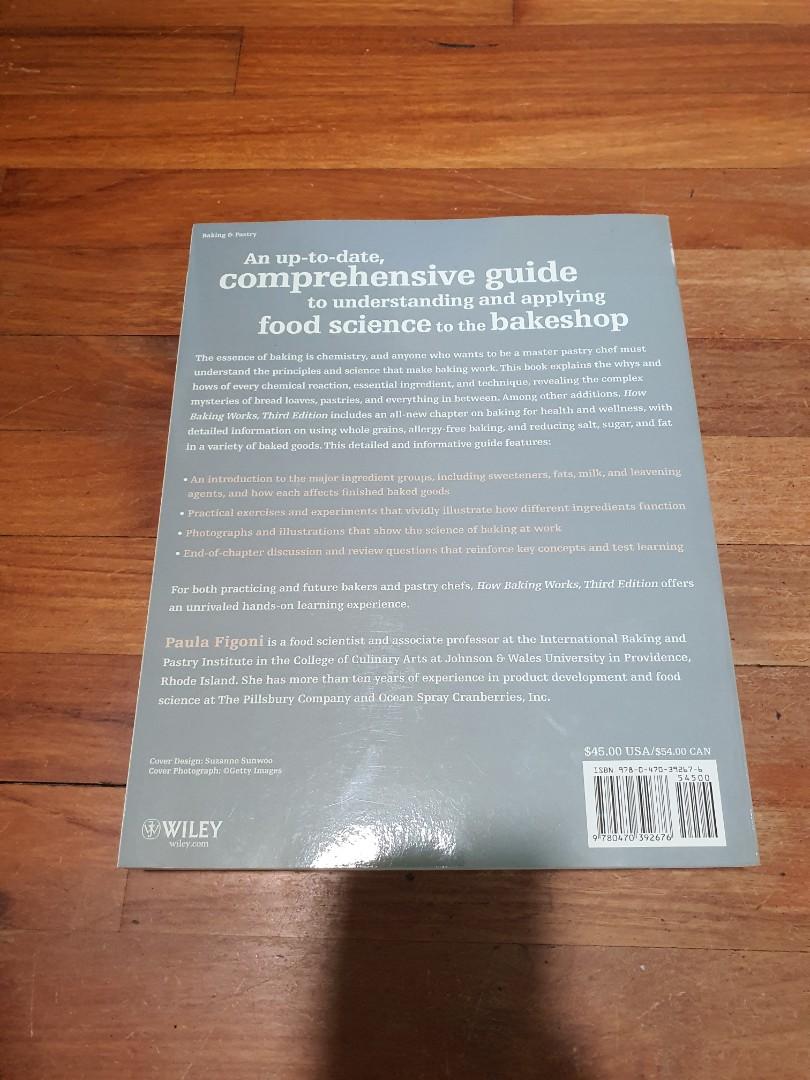 Baking & Pastry
An up-to-date,
comprehensive guide
to understanding and applying
food science to the bakeshop
The essence of baking is chemistry, and anyone who wants to be a master pastry chef must
understand the principles and science that make baking work. This book explains the whys and
hows of every chemical reaction, essential ingredient, and technique, revealing the complex
mysteries of bread loaves, pastries, and everything in between. Among other additions, How
Baking Works, Third Edition includes an all-new chapter on baking for health and wellness, with
detailed information on using whole grains, allergy-free baking, and reducing salt, sugar, and fat
in a variety of baked goods. This detailed and informative guide features:
• An introduction to the major ingredient groups, including sweeteners, fats, milk, and leavening
agents, and how each affects finished baked goods
• Practical exercises and experiments that vividly illustrate how different ingredients function
• Photographs and illustrations that show the science of baking at work
• End-of-chapter discussion and review questions that reinforce key concepts and test learning
For both practicing and future bakers and pastry chefs, How Baking Works, Third Edition offers
an unrivaled hands-on learning experience.
Paula Figoni is a food scientist and associate professor at the International Baking and
Pastry Institute in the College of Culinary Arts at Johnson & Wales University in Providence,
Rhode Island. She has more than ten years of experience in product development and food
science at The Pillsbury Company and Ocean Spray Cranberries, Inc.
$45.00 USA/$54.00 CAN
Cover Design: Suzanne Sunwoo
Cover Photograph: ©Getty Images
ISBN 978-0-470-39267-6
54500
9 780470 392676
WILEY
wiley.com